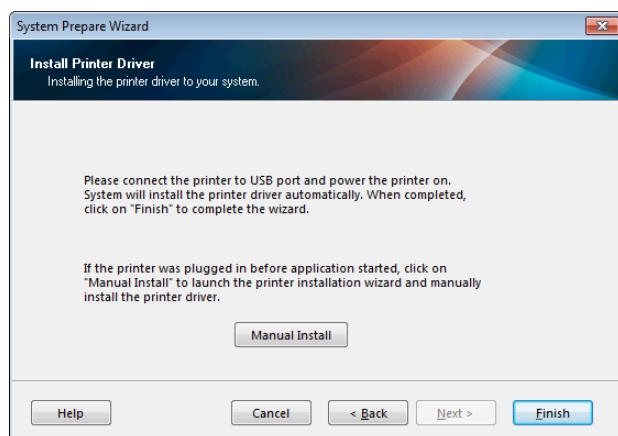 System Prepare Wizard
Install Printer Driver
Installing the printer driver to your system.
Please connect the printer to USB port and power the printer on.
System will install the printer driver automatically. When completed,
click on "Finish" to complete the wizard.
If the printer was plugged in before application started, click on
"Manual Install" to launch the printer installation wizard and manually
install the printer driver.
Manual Install
Help
Cancel
< Back
Next >
Finish